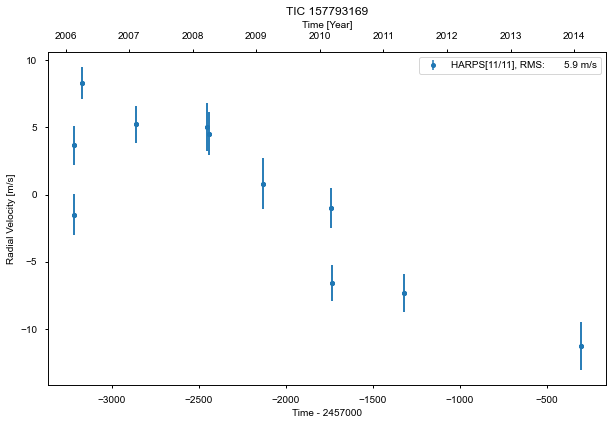 TIC 157793169
Time [Year]
2006 2007 2008 2009 2010 2011 2012 2013 2014
HARPS[11/11], RMS: 5.9 m/s
10
5
0
−5
−10
Radial Velocity [m/s]
−3000 −2500 −2000 −1500 −1000 −500
Time - 2457000